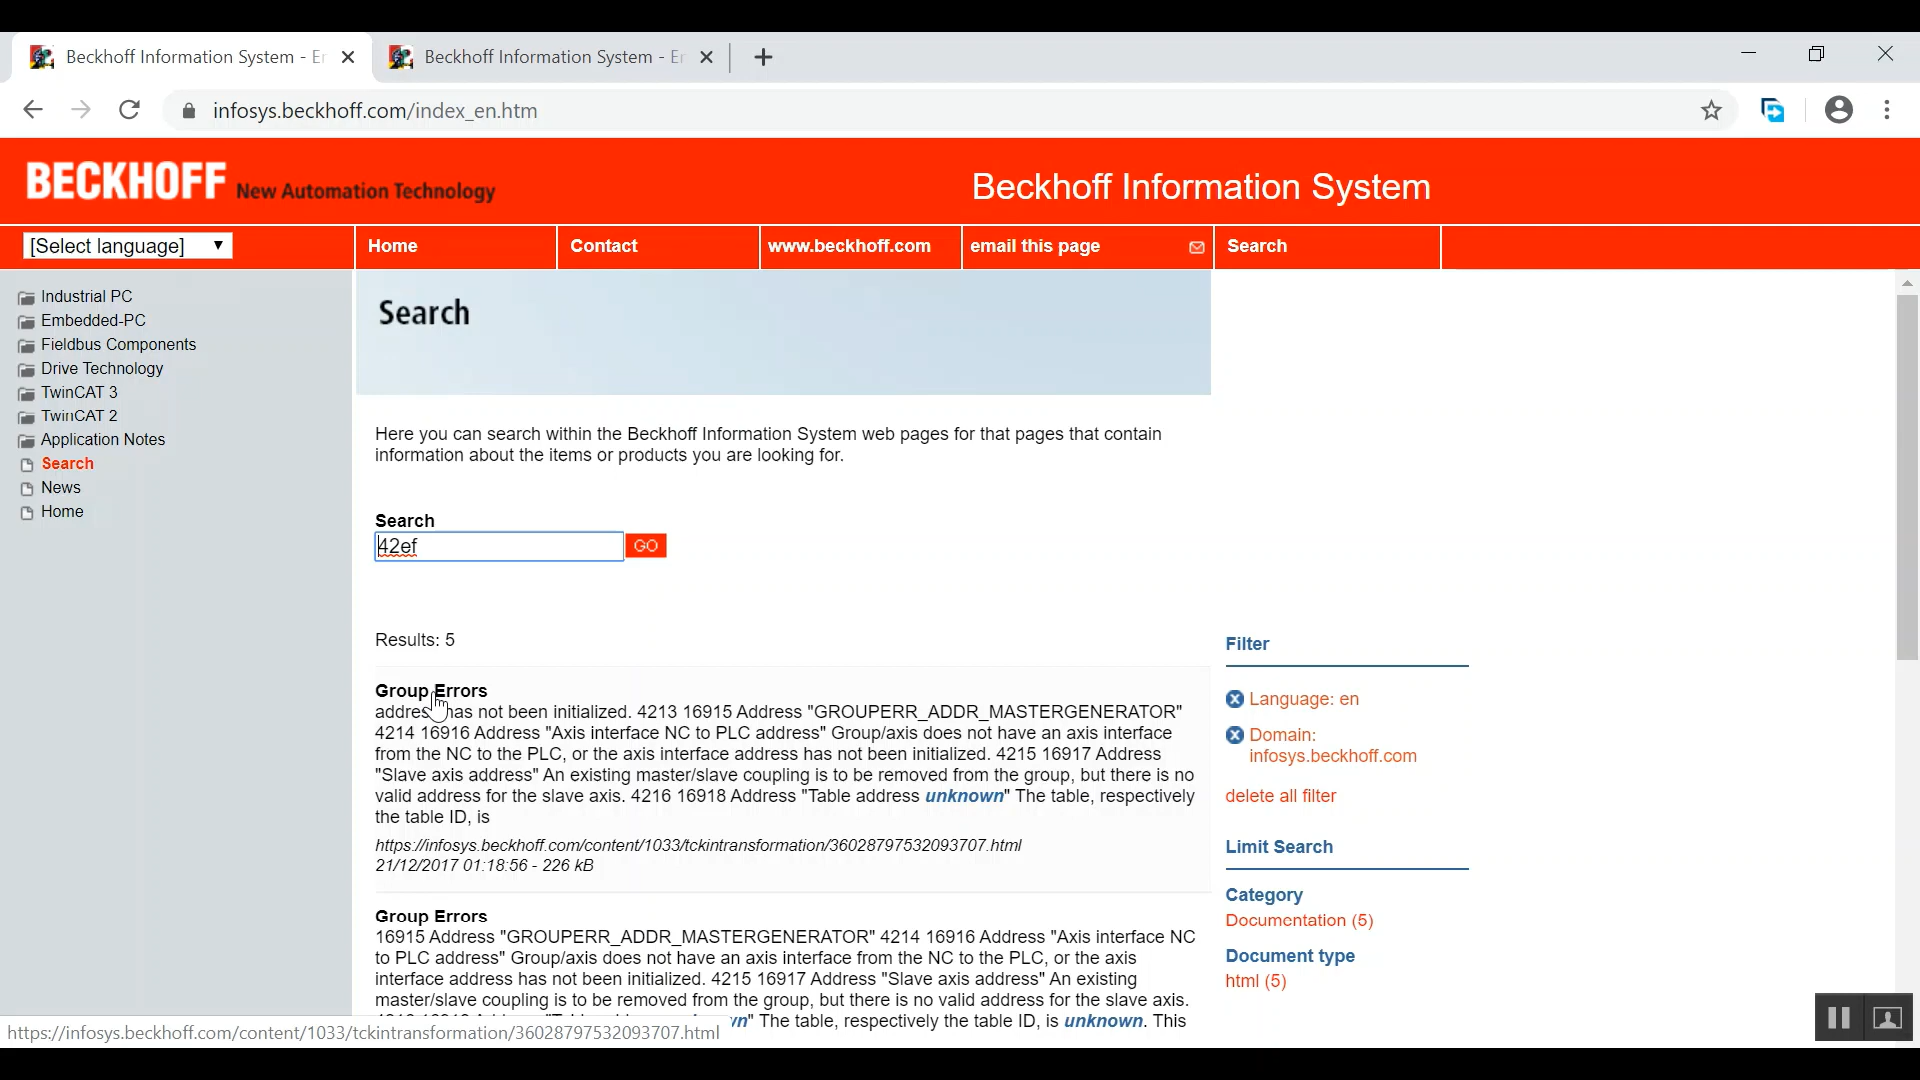 Beckhoff Information System - Er
Beckhoff Information System - Er
infosys.beckhoff.com/index_en.htm
BECKHOFF New Automation Technology
Beckhoff Information System
[Select language]
Home
Contact
www.beckhoff.com
email this page
Search
Industrial PC
Embedded-PC
Fieldbus Components
Drive Technology
TwinCAT 3
TwinCAT 2
Application Notes
Search
News
Home
Search
Here you can search within the Beckhoff Information System web pages for that pages that contain
information about the items or products you are looking for.
Search
42ef
GO
Results: 5
Group Errors
address has not been initialized. 4213 16915 Address "GROUPERR_ADDR_MASTERGENERATOR"
4214 16916 Address "Axis interface NC to PLC address" Group/axis does not have an axis interface
from the NC to the PLC, or the axis interface address has not been initialized. 4215 16917 Address
"Slave axis address" An existing master/slave coupling is to be removed from the group, but there is no
valid address for the slave axis. 4216 16918 Address "Table address unknown" The table, respectively
the table ID, is
https://infosys.beckhoff.com/content/1033/tckintransformation/36028797532093707.html
21/12/2017 01:18:56 - 226 kB
Group Errors
16915 Address "GROUPERR_ADDR_MASTERGENERATOR" 4214 16916 Address "Axis interface NC
to PLC address" Group/axis does not have an axis interface from the NC to the PLC, or the axis
interface address has not been initialized. 4215 16917 Address "Slave axis address" An existing
master/slave coupling is to be removed from the group, but there is no valid address for the slave axis.
" The table, respectively the table ID, is unknown. This
Filter
Language: en
Domain:
infosys.beckhoff.com
delete all filter
Limit Search
Category
Documentation (5)
Document type
html (5)
https://infosys.beckhoff.com/content/1033/tckintransformation/36028797532093707.html